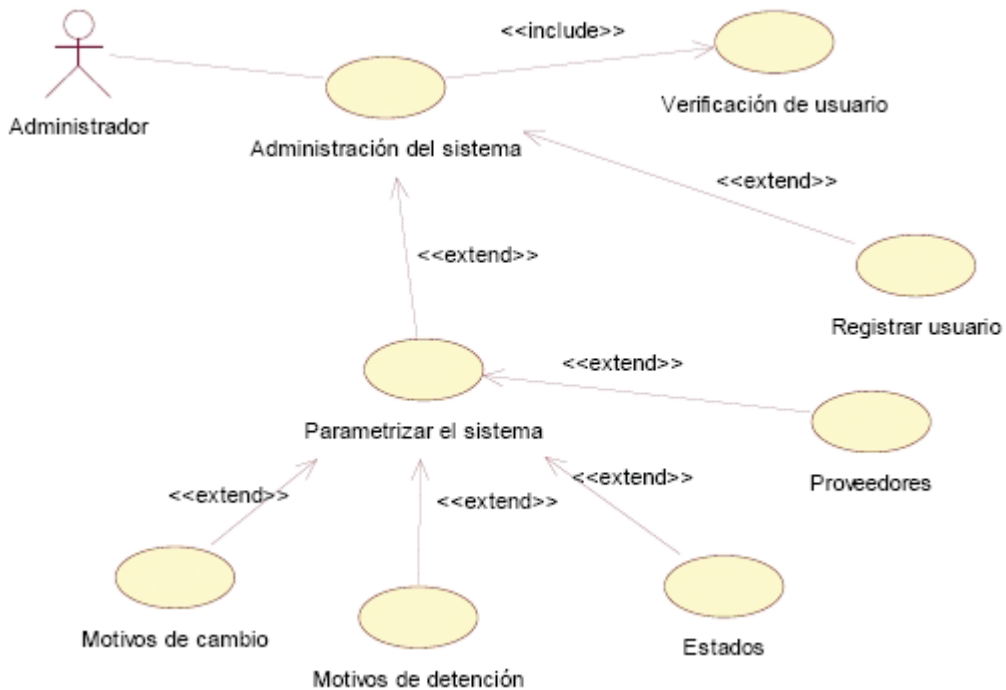 <<include>>
Verificación de usuario
Administrador
Administración del sistema
<<extend>>
<<extend>>
Registrar usuario
<<extend>>
Parametrizar el sistema
Proveedores
<<extend>>
<<extend>>
<<extend>>
Motivos de cambio
Motivos de detención
Estados